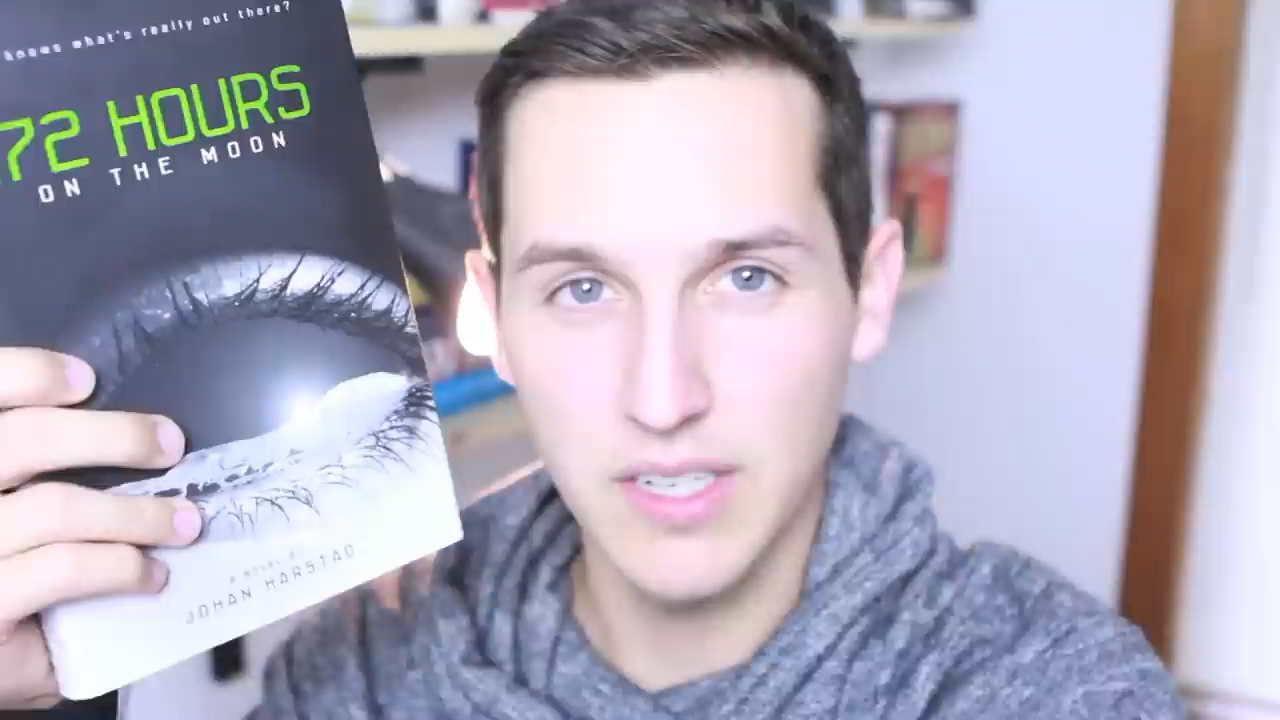 knows what's really out there?
72 HOURS
ON THE MOON
A NOVEL
JOHAN HARSTAD